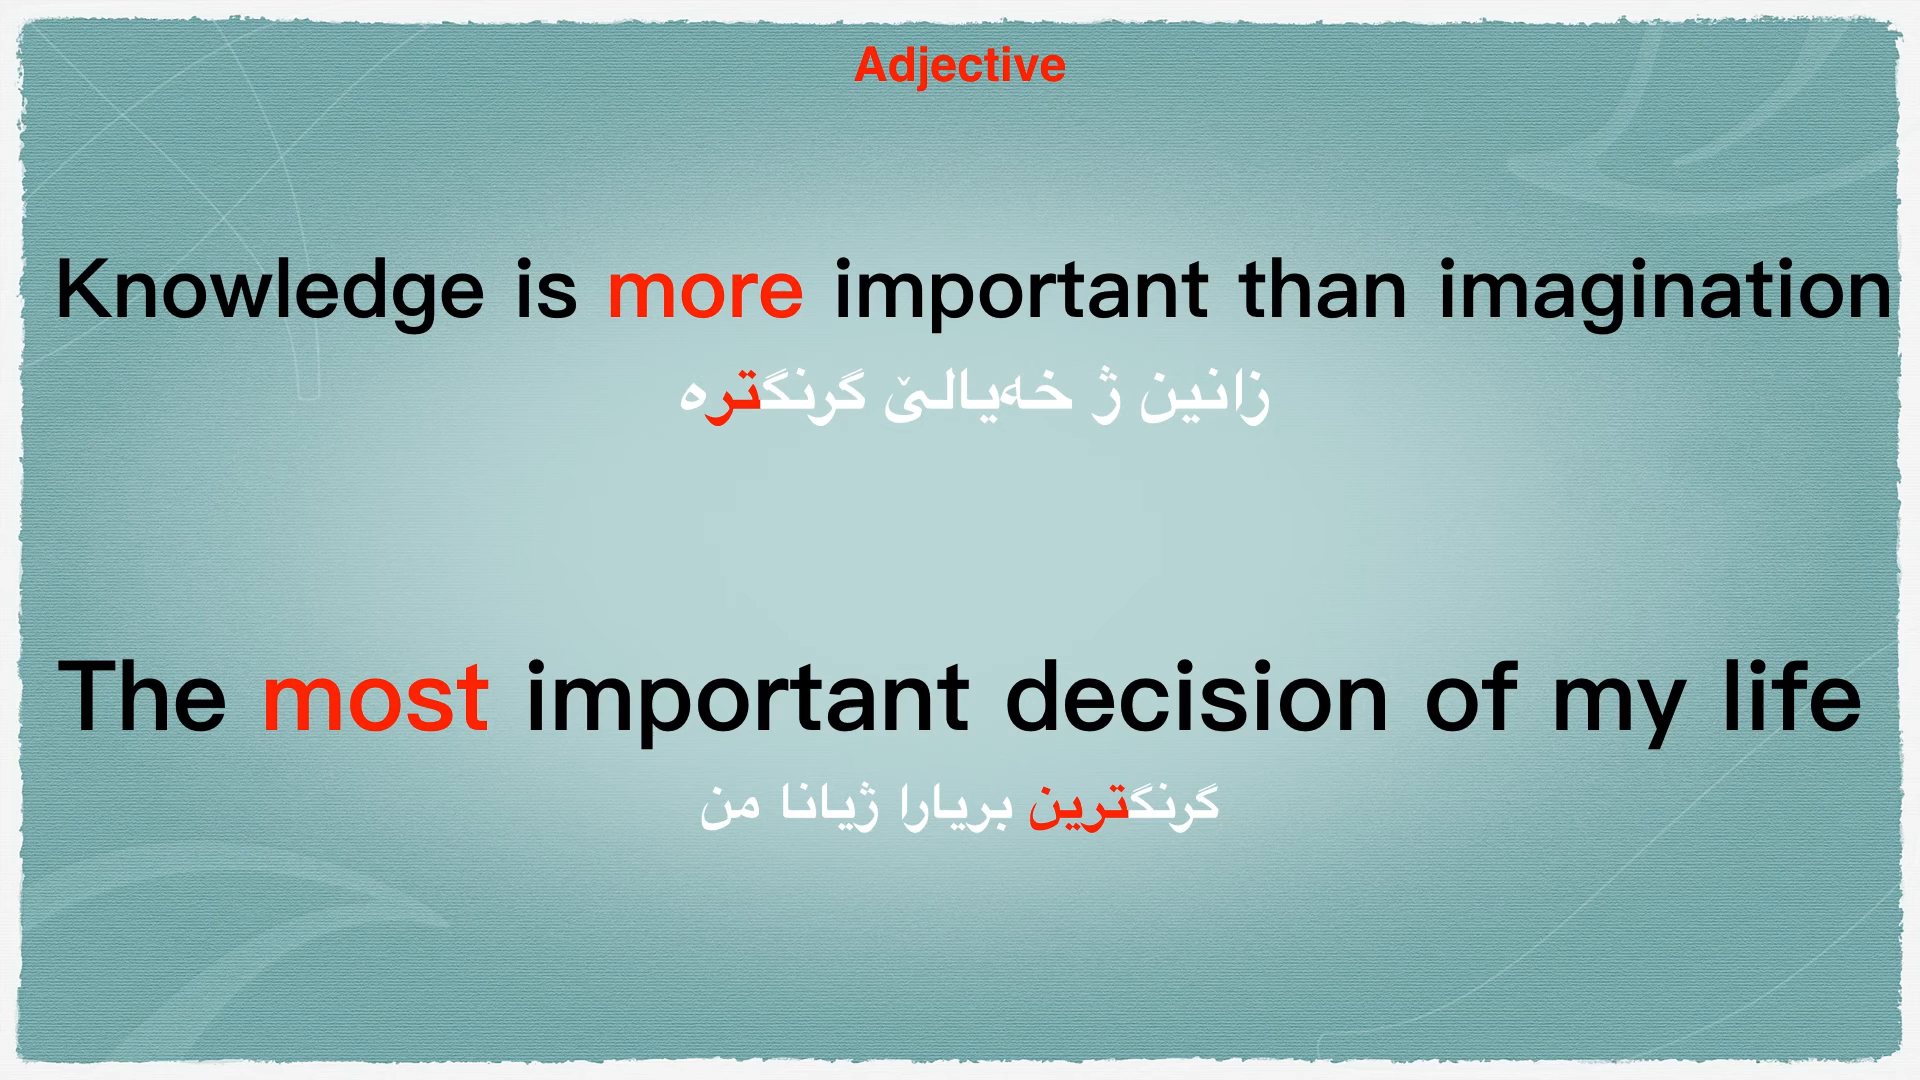 Adjective
Knowledge is more important than imagination
زانین ژ خەیالێ گرنگترە
The most important decision of my life
گرنگترین بریارا ژیانا من